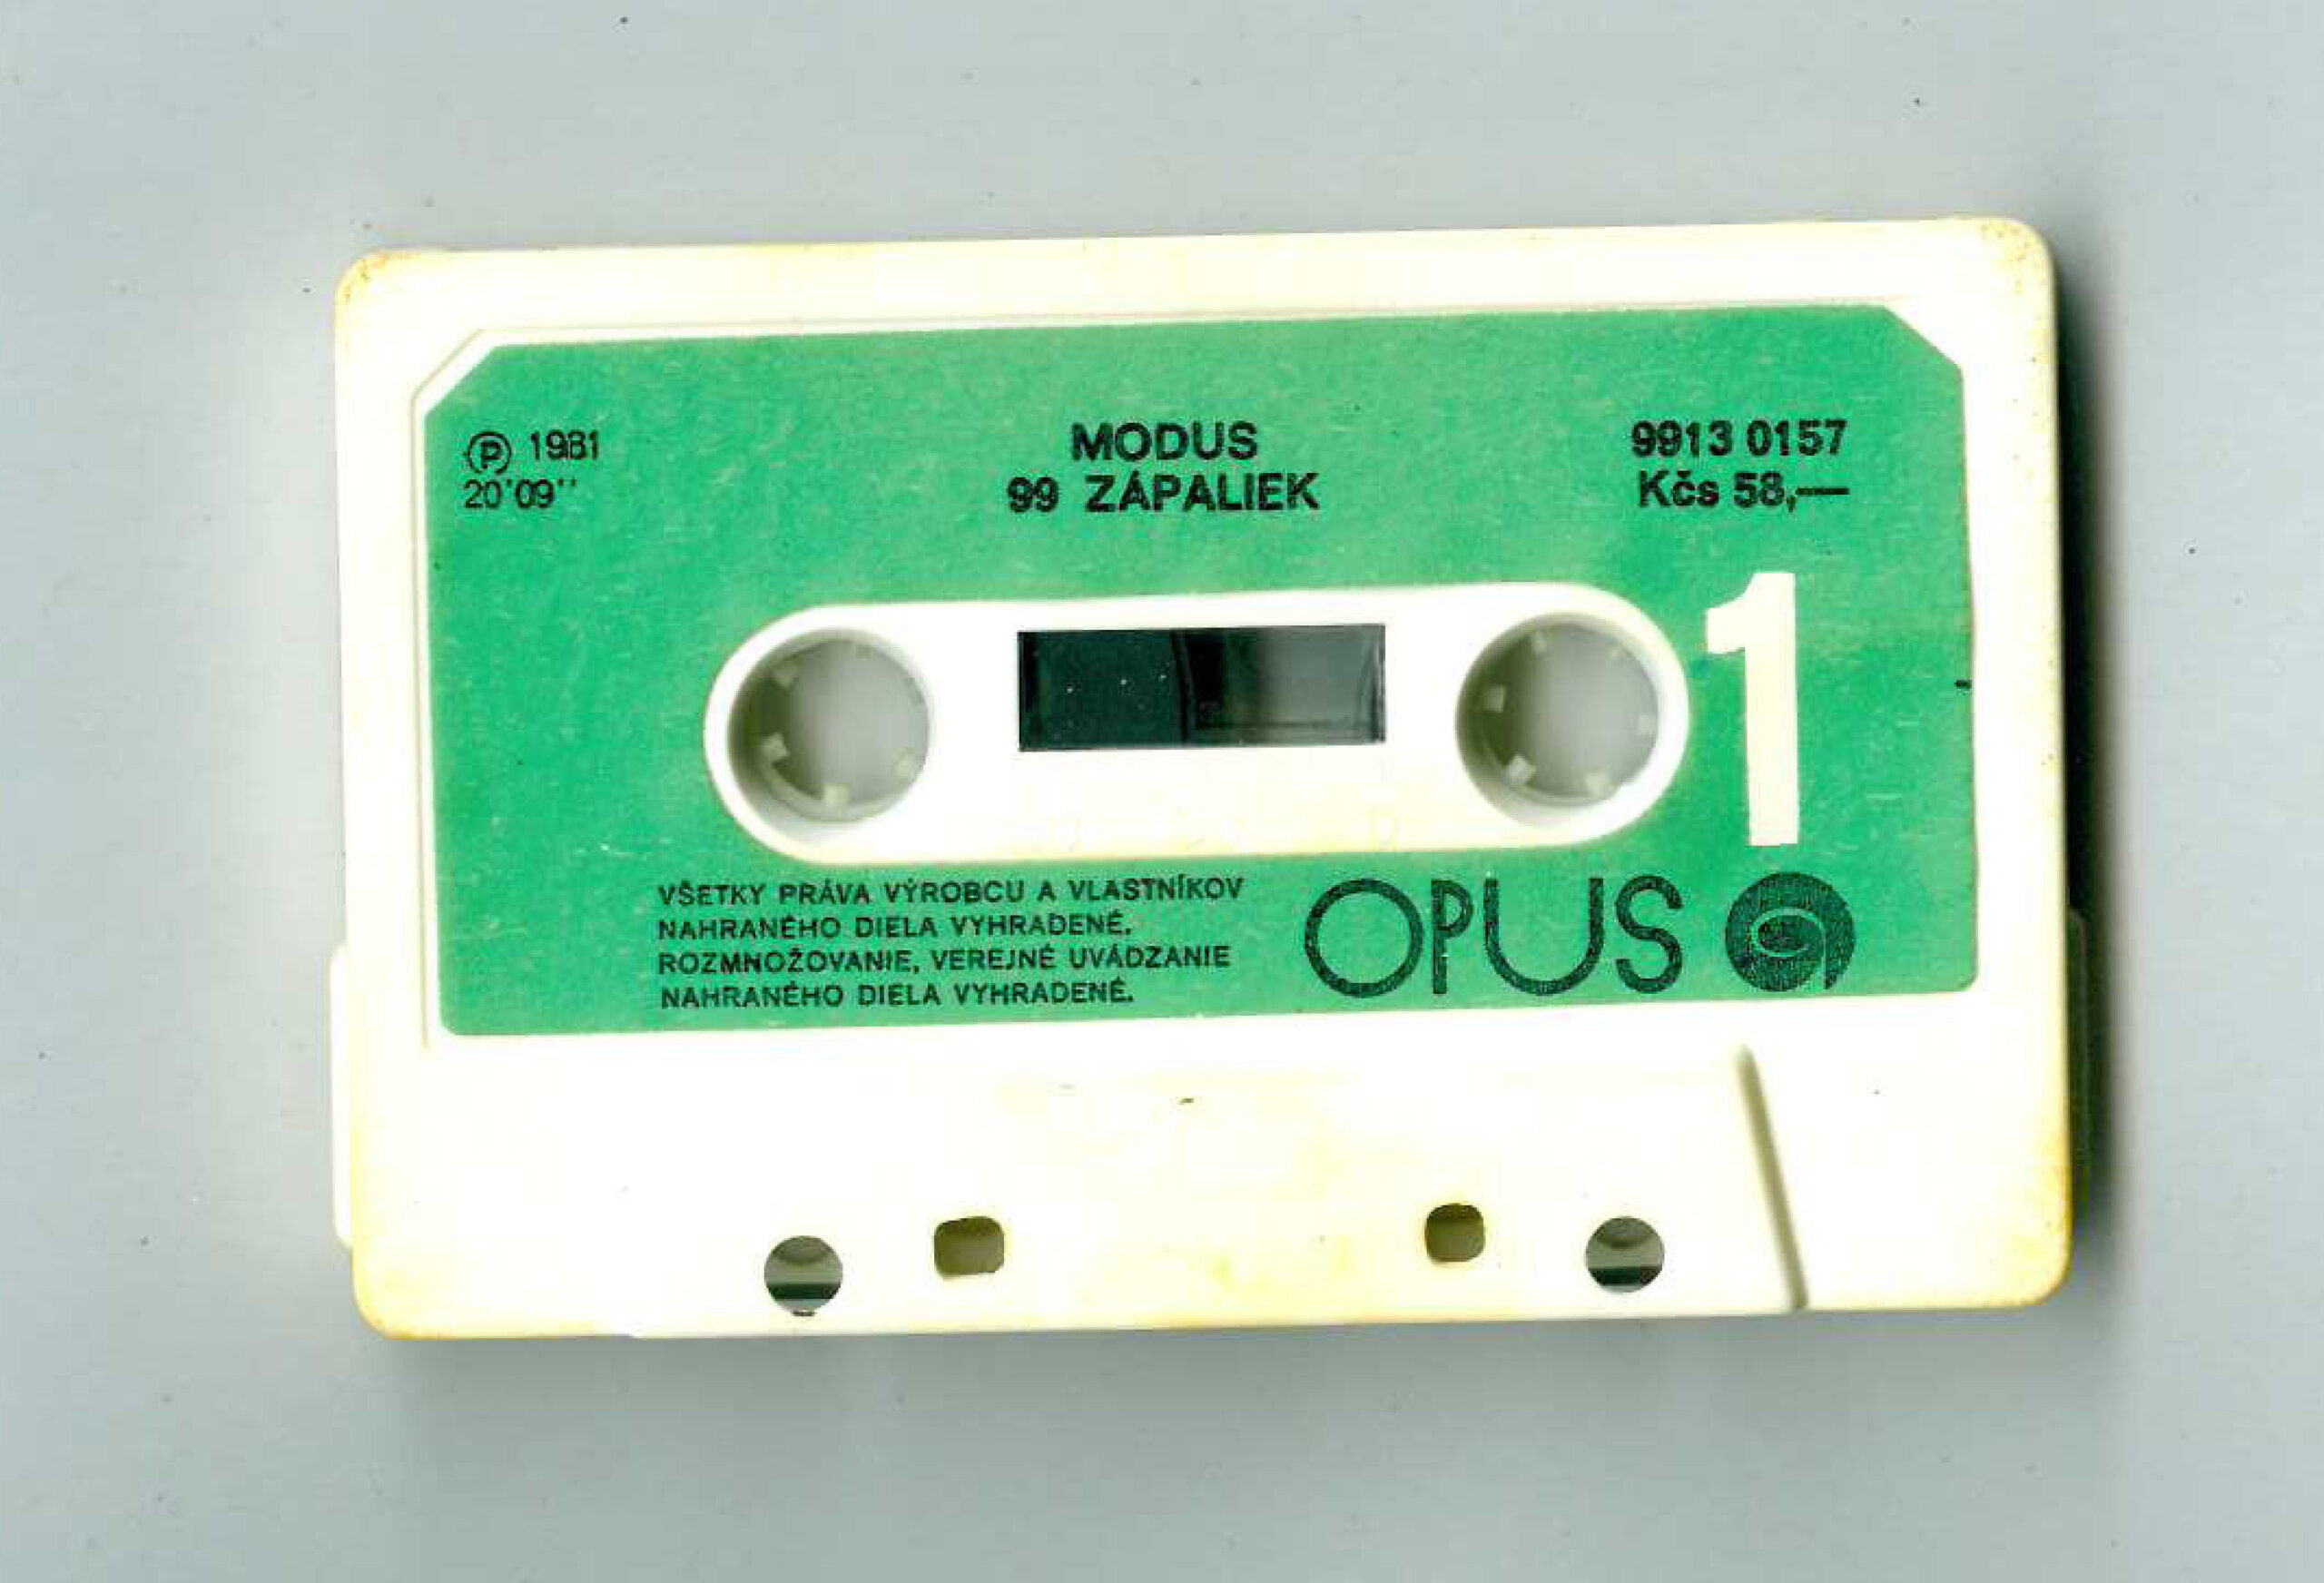 Ⓟ 1981
20'09''
MODUS
99 ZÁPALIEK
9913 0157
Kčs 58,—
1
VŠETKY PRÁVA VÝROBCU A VLASTNÍKOV
NAHRANÉHO DIELA VYHRADENÉ.
ROZMNOŽOVANIE, VEREJNÉ UVÁDZANIE
NAHRANÉHO DIELA VYHRADENÉ.
OPUS